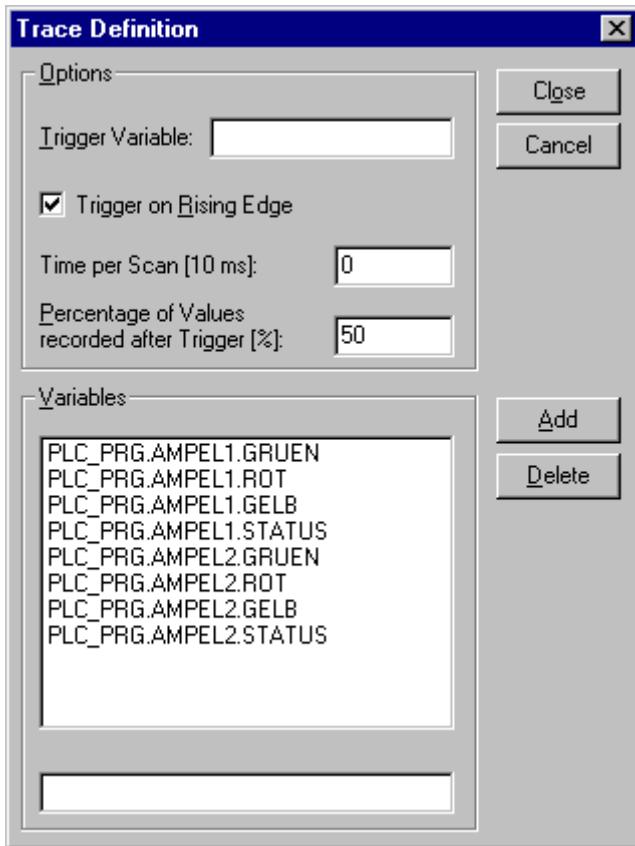 Trace Definition
Options
Close
Trigger Variable:
Cancel
Trigger on Rising Edge
Time per Scan [10 ms]: 0
Percentage of Values
recorded after Trigger [%]: 50
Variables
Add
PLC_PRG.AMPEL1.GRUEN
PLC_PRG.AMPEL1.ROT
Delete
PLC_PRG.AMPEL1.GELB
PLC_PRG.AMPEL1.STATUS
PLC_PRG.AMPEL2.GRUEN
PLC_PRG.AMPEL2.ROT
PLC_PRG.AMPEL2.GELB
PLC_PRG.AMPEL2.STATUS